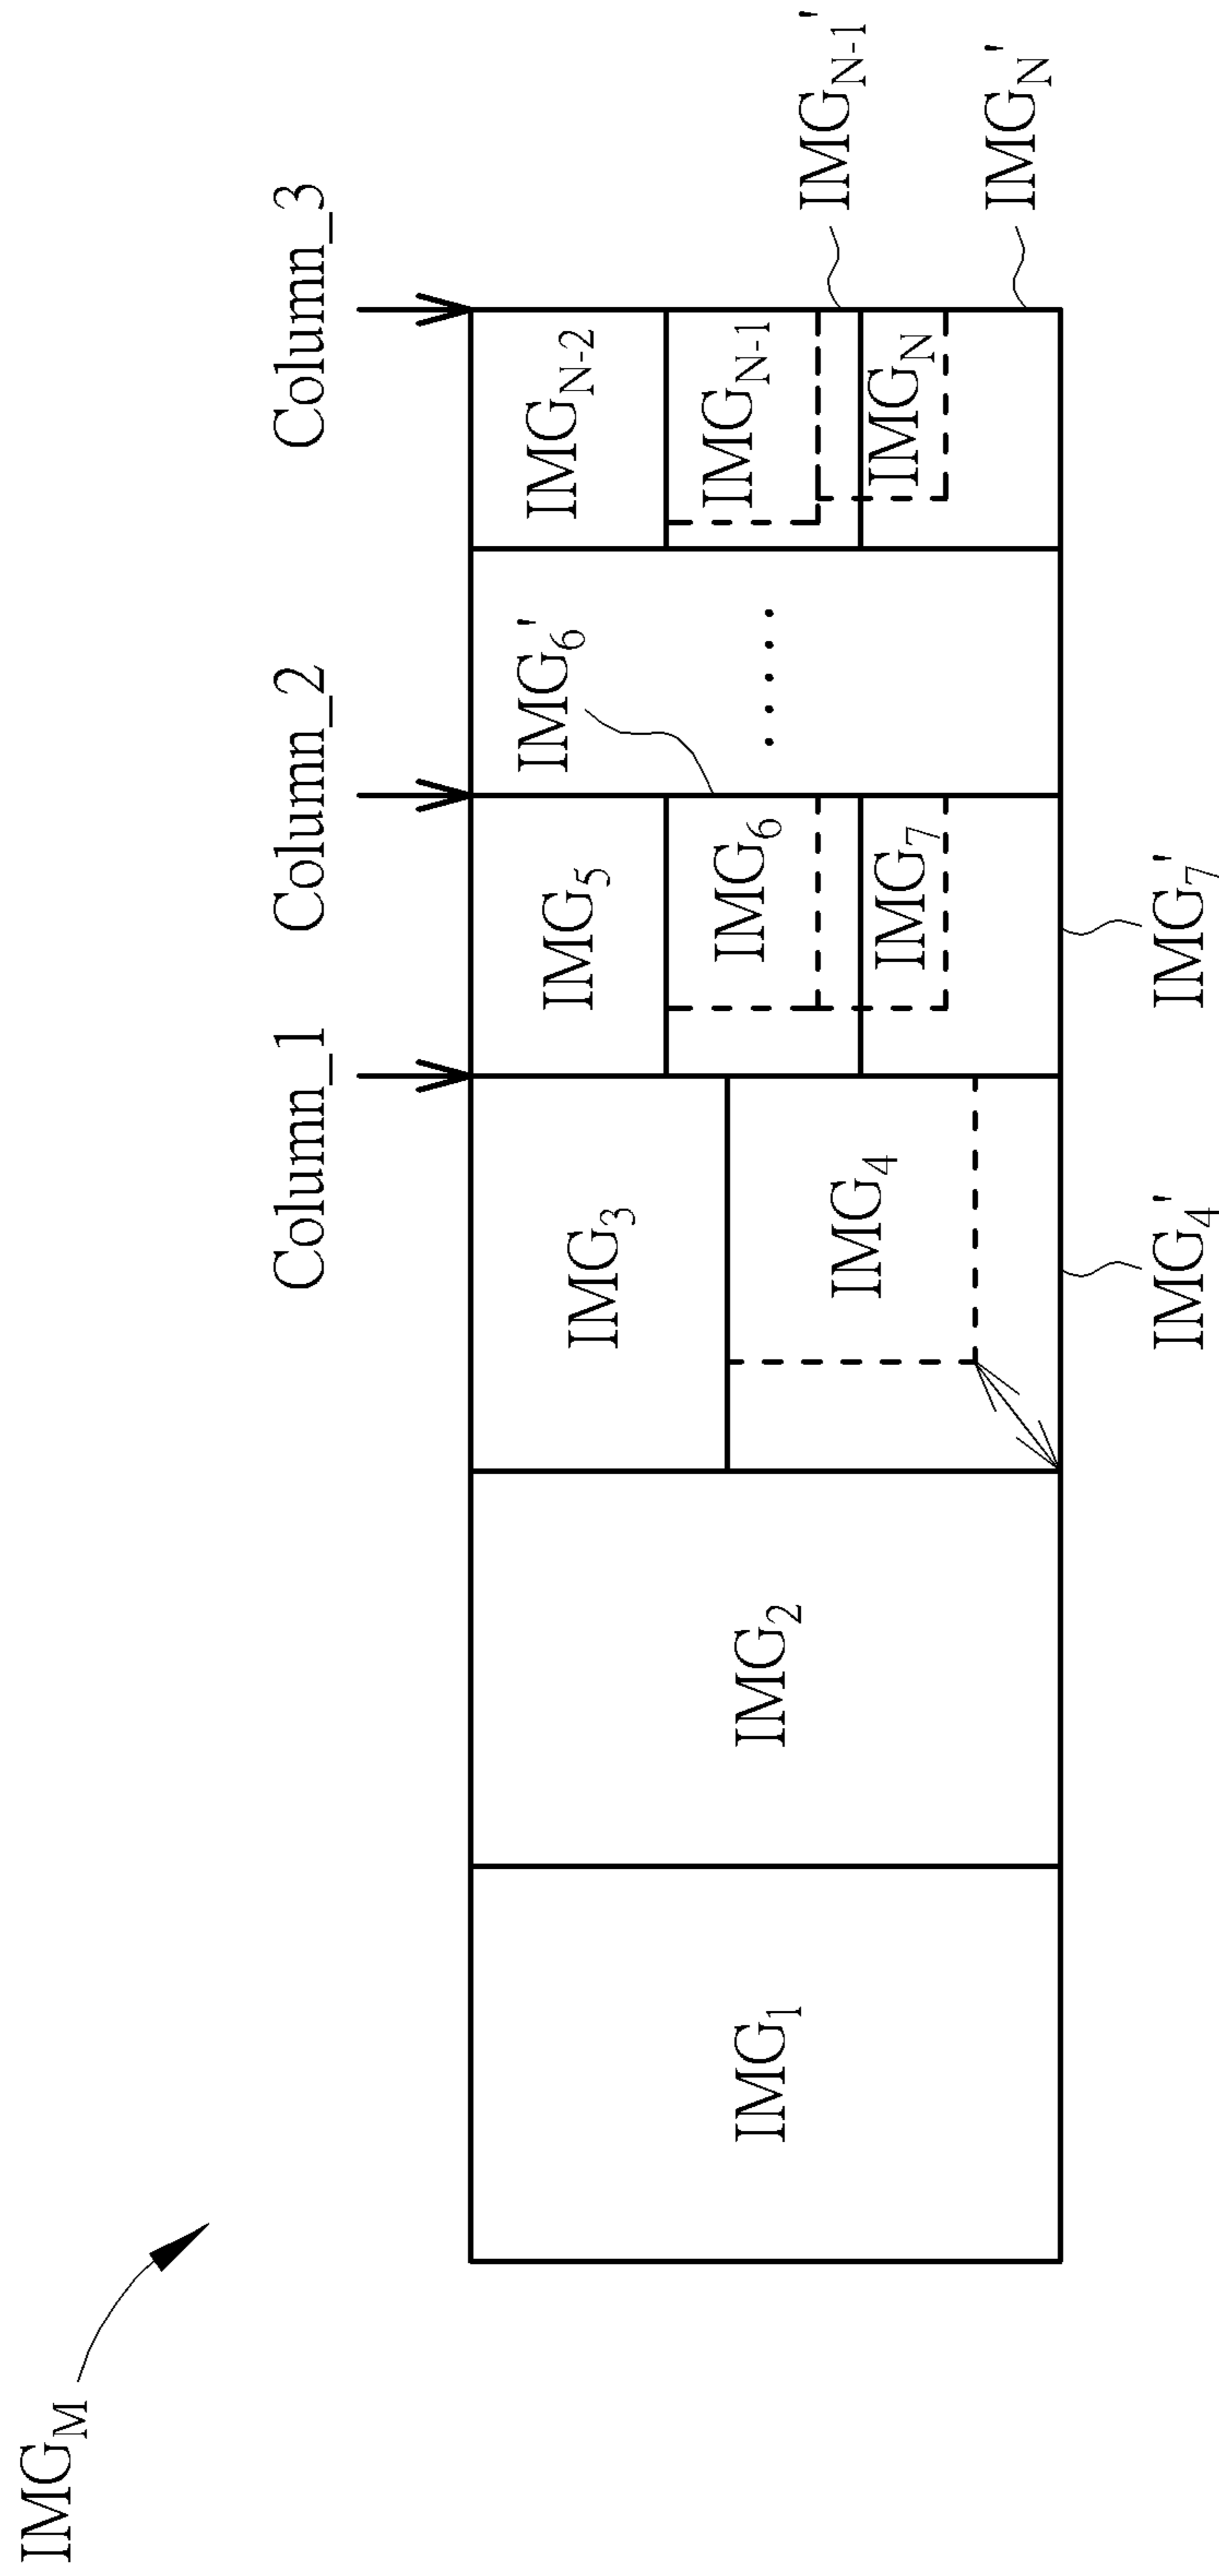 IMG_M
Column_1
Column_2
Column_3
IMG_1
IMG_2
IMG_3
IMG_4
IMG_5
IMG_6
IMG_7
IMG_6'
.....
IMG_N-2
IMG_N-1
IMG_N
IMG_N-1'
IMG_N'
IMG_4'
IMG_7'